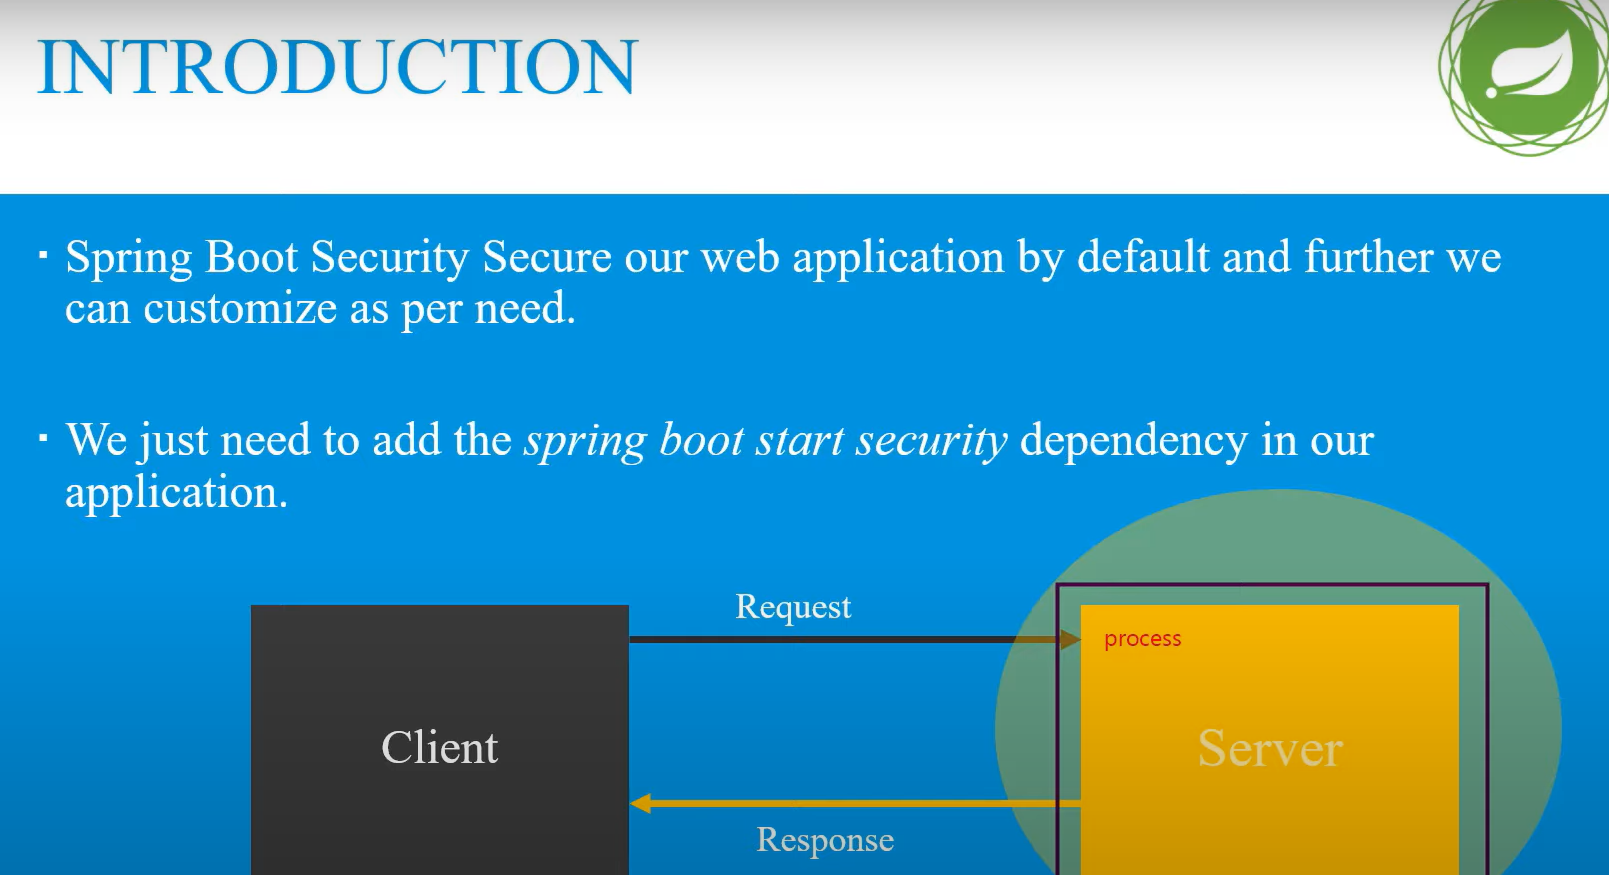 INTRODUCTION
▪ Spring Boot Security Secure our web application by default and further we
can customize as per need.
▪ We just need to add the spring boot start security dependency in our
application.
Request
process
Client
Server
Response